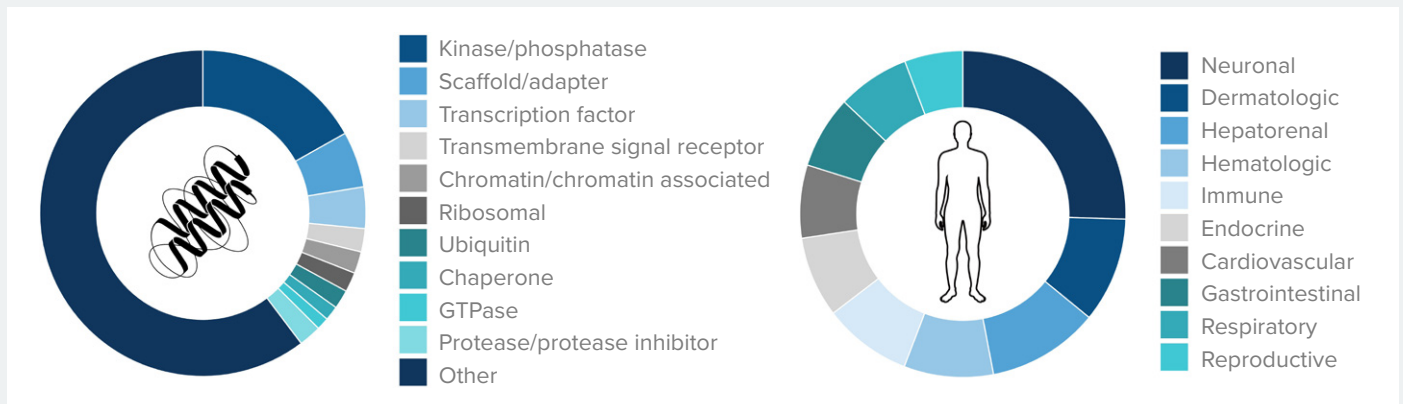 Kinase/phosphatase
Scaffold/adapter
Transcription factor
Transmembrane signal receptor
Chromatin/chromatin associated
Ribosomal
Ubiquitin
Chaperone
GTPase
Protease/protease inhibitor
Other
Neuronal
Dermatologic
Hepatorenal
Hematologic
Immune
Endocrine
Cardiovascular
Gastrointestinal
Respiratory
Reproductive